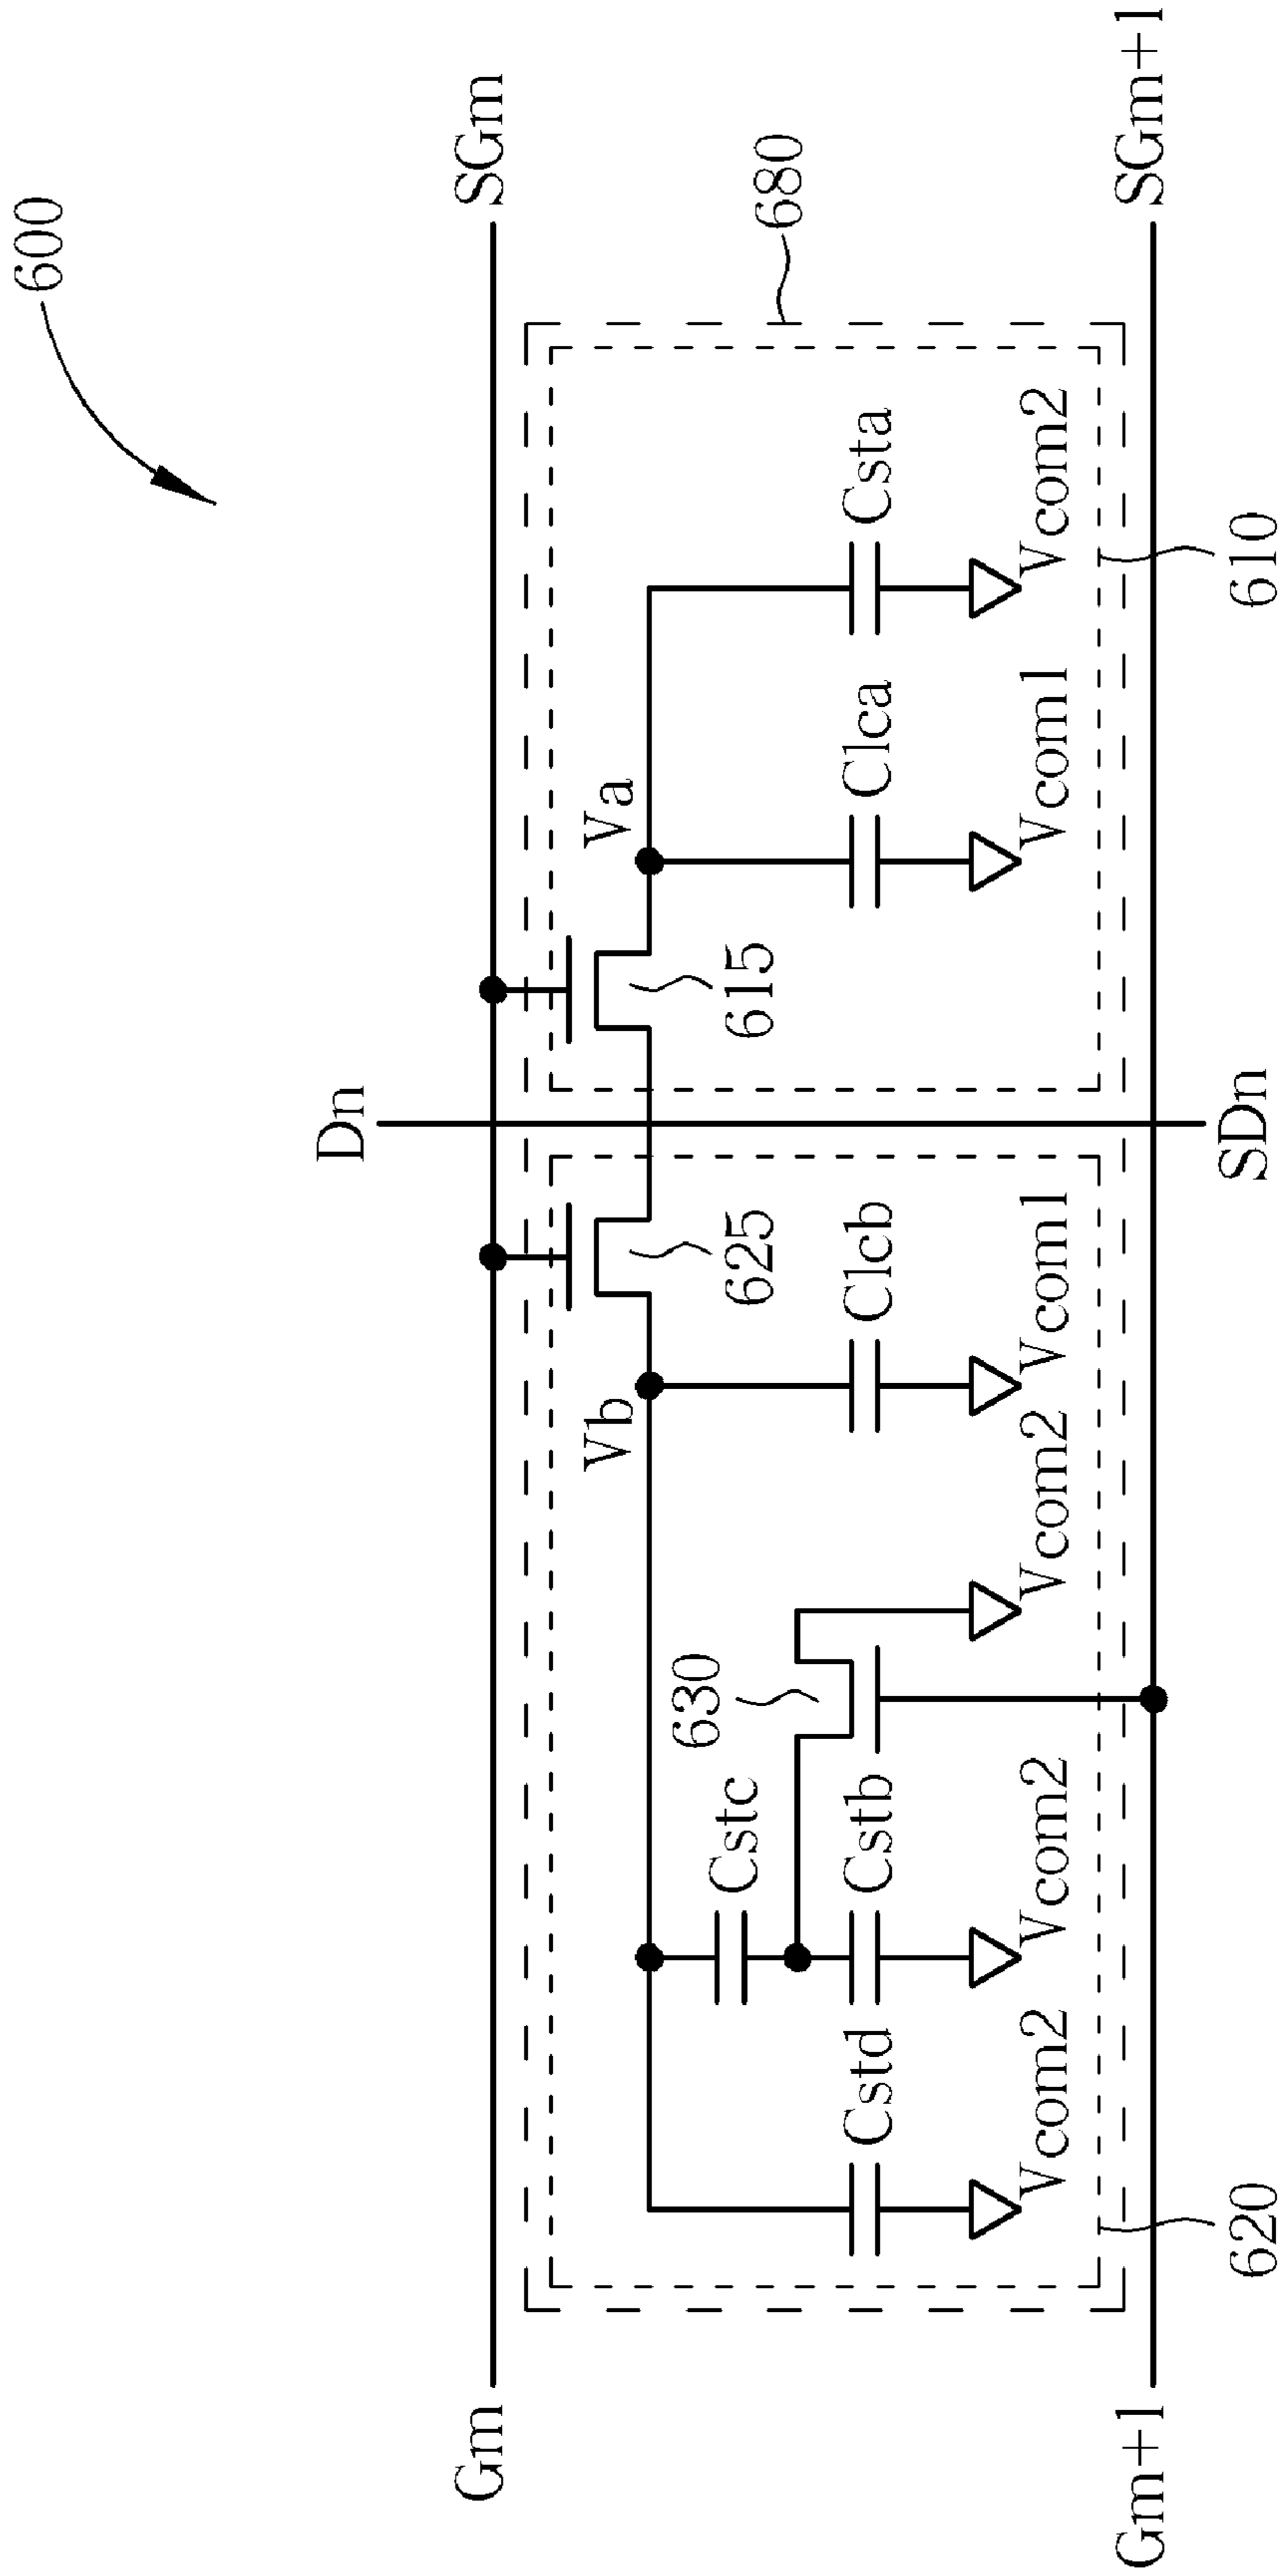 600
Gm
SGm
Dn
680
Vb
Va
625
615
630
Cstc
Cstd
Cstb
Clcb
Clca
Csta
Vcom2
Vcom2
Vcom2
Vcom1
Vcom1
Vcom2
Gm+1
SGm+1
620
SDn
610